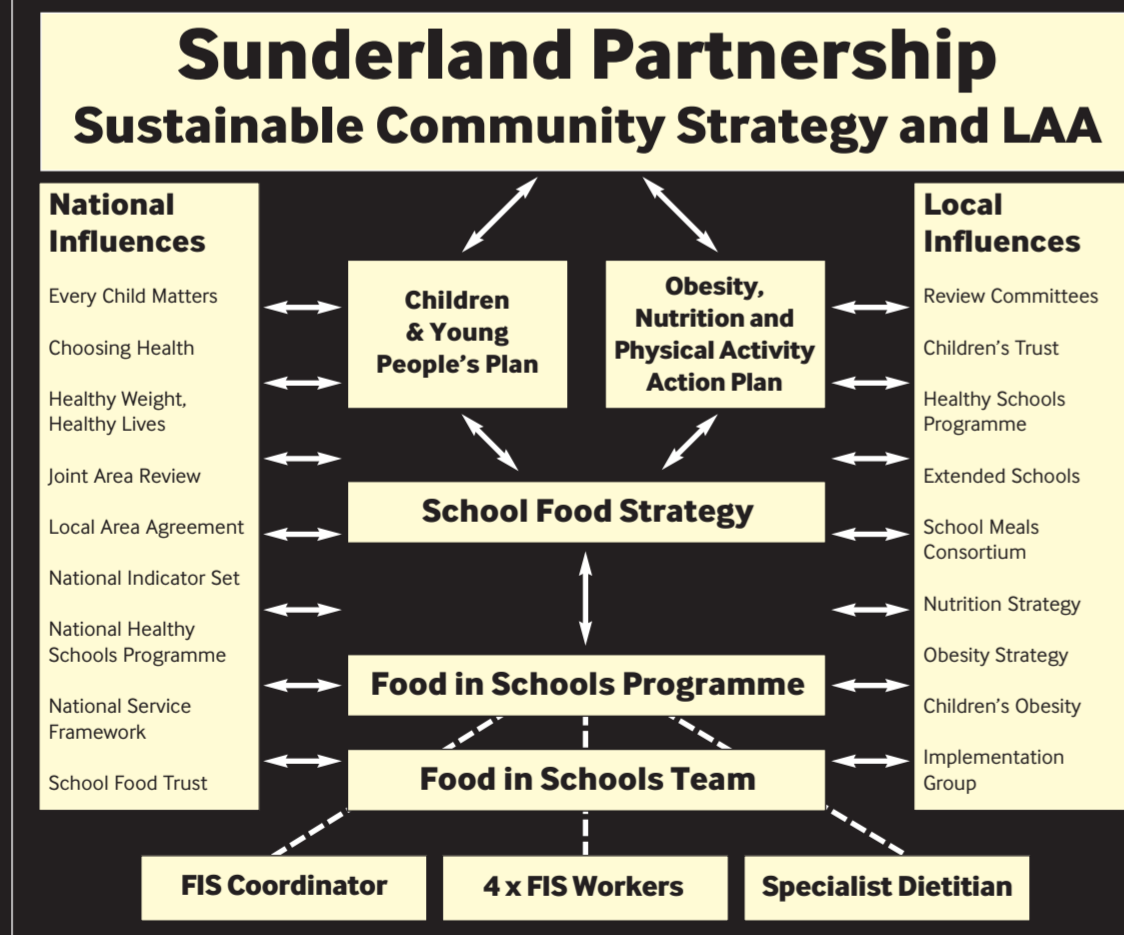 Sunderland Partnership
Sustainable Community Strategy and LAA
National
Influences
Every Child Matters
Choosing Health
Healthy Weight,
Healthy Lives
Joint Area Review
Local Area Agreement
National Indicator Set
National Healthy
Schools Programme
National Service
Framework
School Food Trust
Children
& Young
People’s Plan
Obesity,
Nutrition and
Physical Activity
Action Plan
School Food Strategy
Food in Schools Programme
Food in Schools Team
FIS Coordinator
4 x FIS Workers
Specialist Dietitian
Local
Influences
Review Committees
Children’s Trust
Healthy Schools
Programme
Extended Schools
School Meals
Consortium
Nutrition Strategy
Obesity Strategy
Children’s Obesity
Implementation
Group